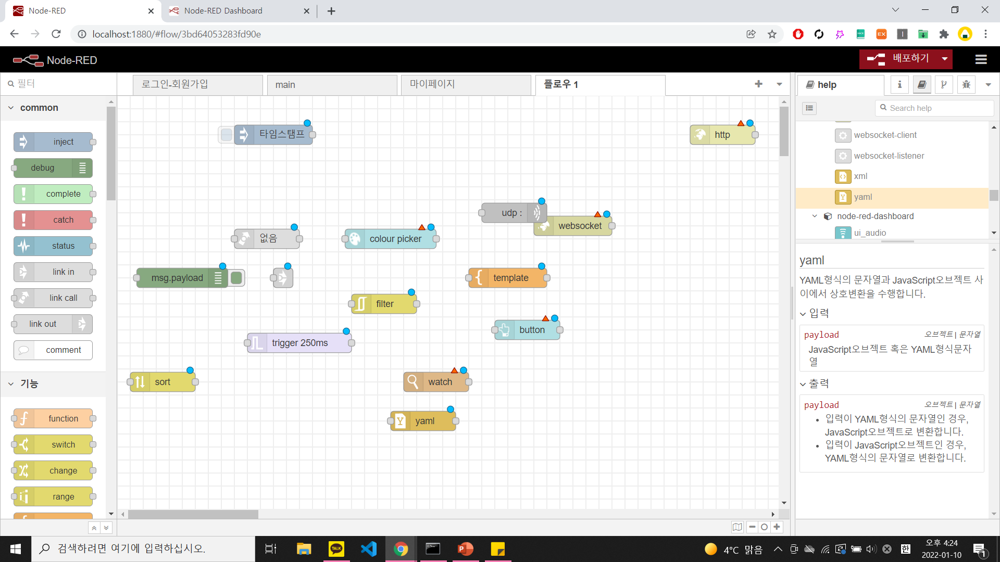 Node-RED
Node-RED Dashboard
localhost:1880/#flow/3bd64053283fd90e
Node-RED
배포하기
필터
로그인-회원가입
main
마이페이지
플로우 1
help
Search help
common
inject
debug
complete
catch
status
link in
link call
link out
comment
기능
function
switch
change
range
타임스탬프
http
udp :
websocket
없음
colour picker
msg.payload
template
filter
button
trigger 250ms
sort
watch
yaml
websocket-client
websocket-listener
xml
yaml
node-red-dashboard
ui_audio
yaml
YAML형식의 문자열과 JavaScript오브젝트 사
이에서 상호변환을 수행합니다.
입력
payload 오브젝트 | 문자열
JavaScript오브젝트 혹은 YAML형식문자
열
출력
payload 오브젝트 | 문자열
입력이 YAML형식의 문자열인 경우,
JavaScript오브젝트로 변환합니다.
입력이 JavaScript오브젝트인 경우,
YAML형식의 문자열로 변환합니다.
검색하려면 여기에 입력하십시오.
4°C 맑음
한
오후 4:24
2022-01-10
1